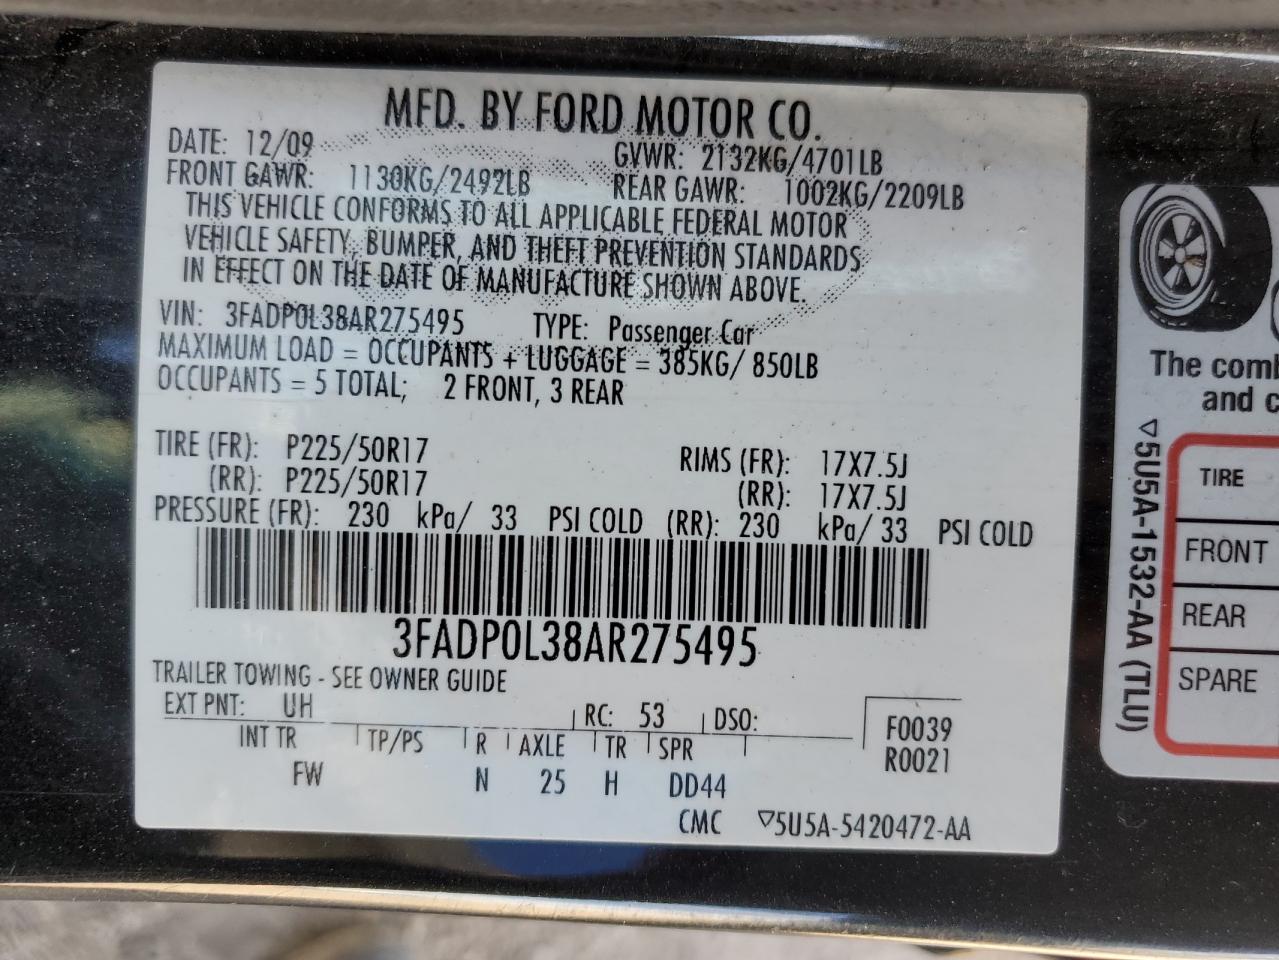 MFD. BY FORD MOTOR CO.
DATE: 12/09 GVWR: 2132KG/4701LB
FRONT GAWR: 1130KG/2492LB REAR GAWR: 1002KG/2209LB
THIS VEHICLE CONFORMS TO ALL APPLICABLE FEDERAL MOTOR
VEHICLE SAFETY, BUMPER, AND THEFT PREVENTION STANDARDS
IN EFFECT ON THE DATE OF MANUFACTURE SHOWN ABOVE.
VIN: 3FADP0L38AR275495 TYPE: Passenger Car
MAXIMUM LOAD = OCCUPANTS + LUGGAGE = 385KG/ 850LB
OCCUPANTS = 5 TOTAL; 2 FRONT, 3 REAR
TIRE (FR): P225/50R17 RIMS (FR): 17X7.5J
(RR): P225/50R17 (RR): 17X7.5J
PRESSURE (FR): 230 kPa/ 33 PSI COLD (RR): 230 kPa/ 33 PSI COLD
3FADP0L38AR275495
TRAILER TOWING - SEE OWNER GUIDE
EXT PNT: UH RC: 53 DSO: F0039
INT TR TP/PS R AXLE TR SPR R0021
FW N 25 H DD44
CMC ▽5U5A-5420472-AA
The comb
and c
▽5U5A-1532-AA (TLU)
TIRE
FRONT
REAR
SPARE